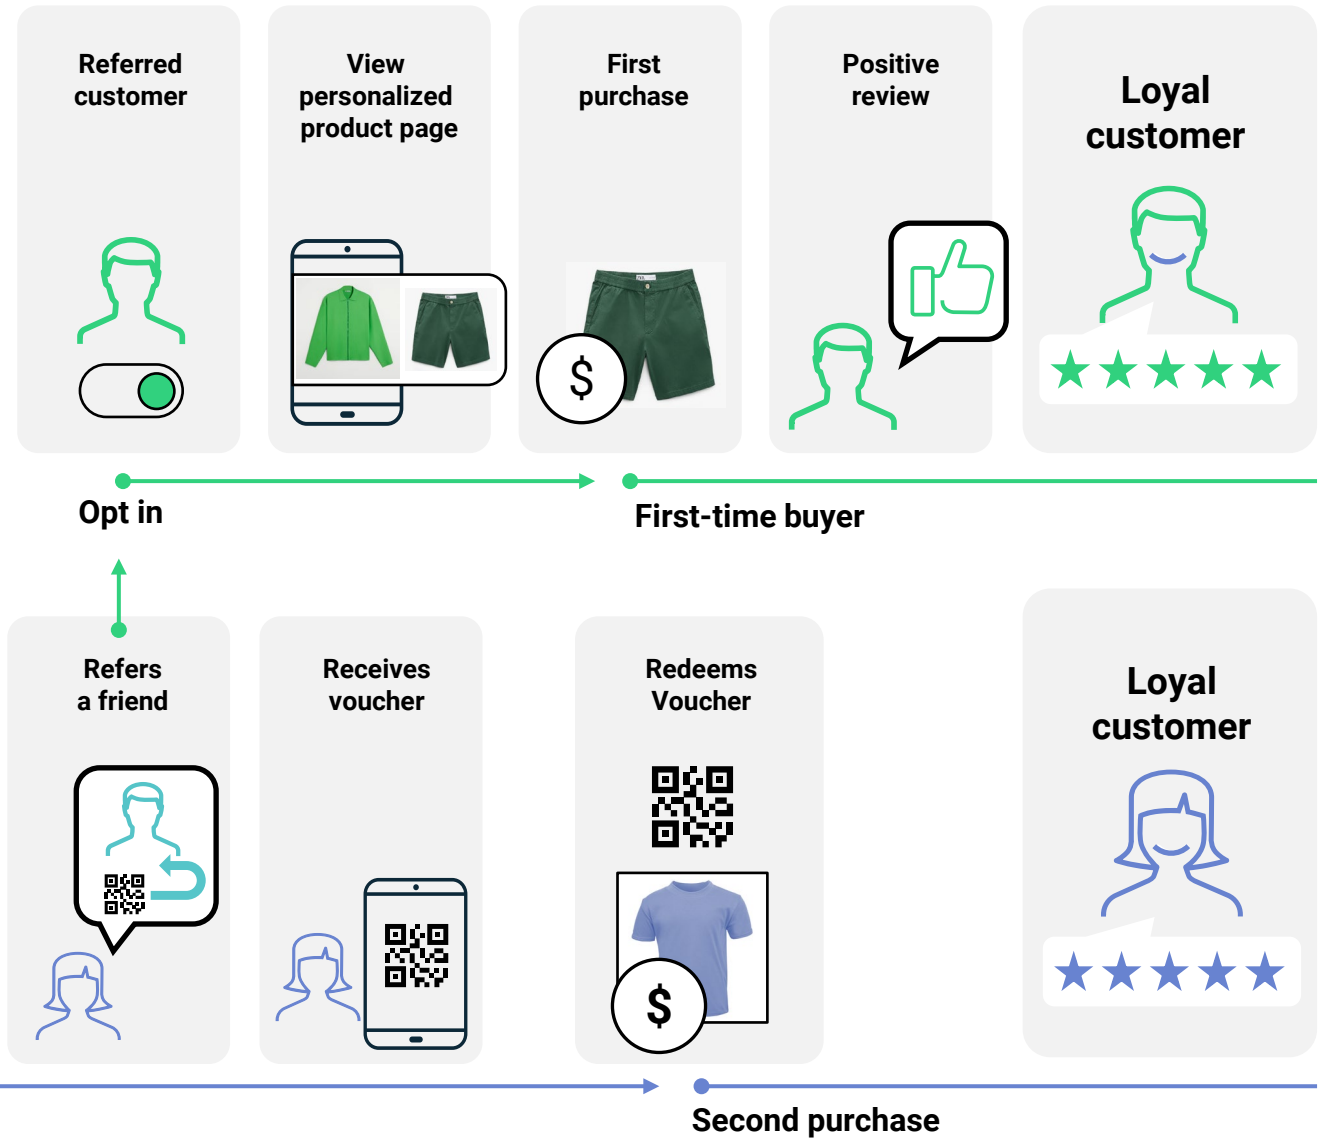 Referred
customer
View
personalized
product page
First
purchase
Positive
review
Loyal
customer
$
Opt in
First-time buyer
Refers
a friend
Receives
voucher
Redeems
Voucher
Loyal
customer
$
Second purchase